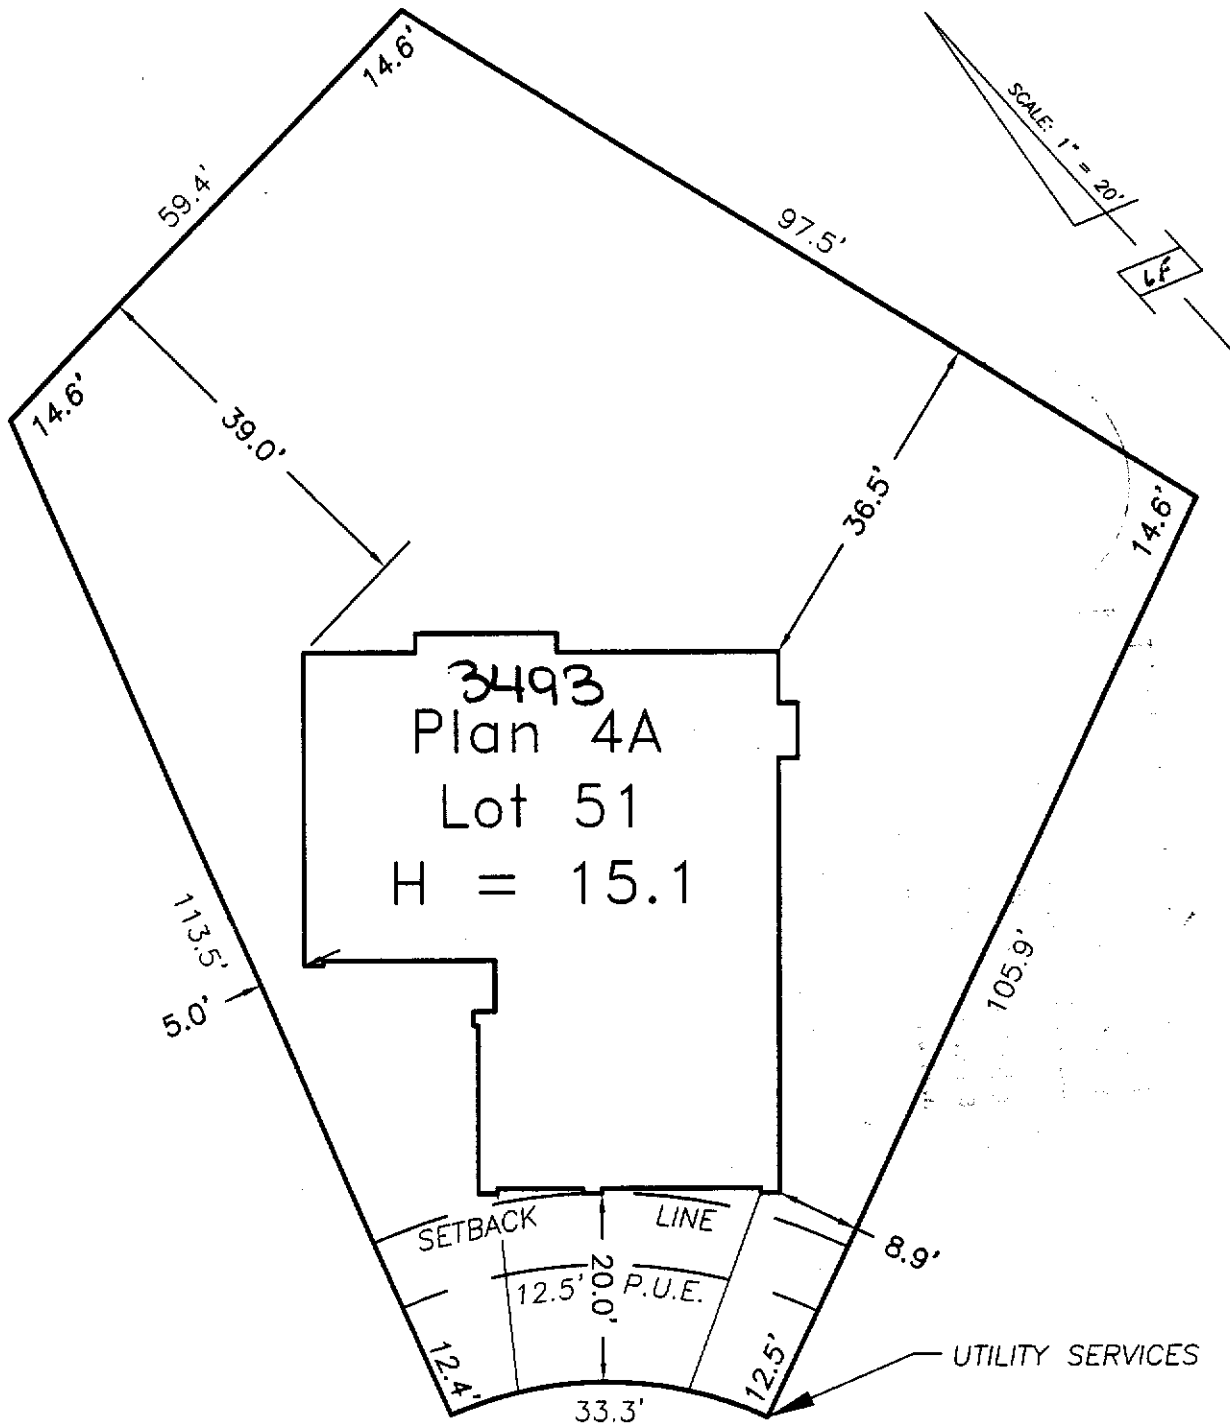 14.6'
SCALE: 1" = 20'
59.4'
97.5'
14.6'
39.0'
36.5'
14.6'
3493
Plan 4A
Lot 51
H = 15.1
113.5'
5.0'
105.9'
SETBACK LINE
8.9'
12.5' P.U.E.
20.0'
12.4'
12.5'
UTILITY SERVICES
33.3'